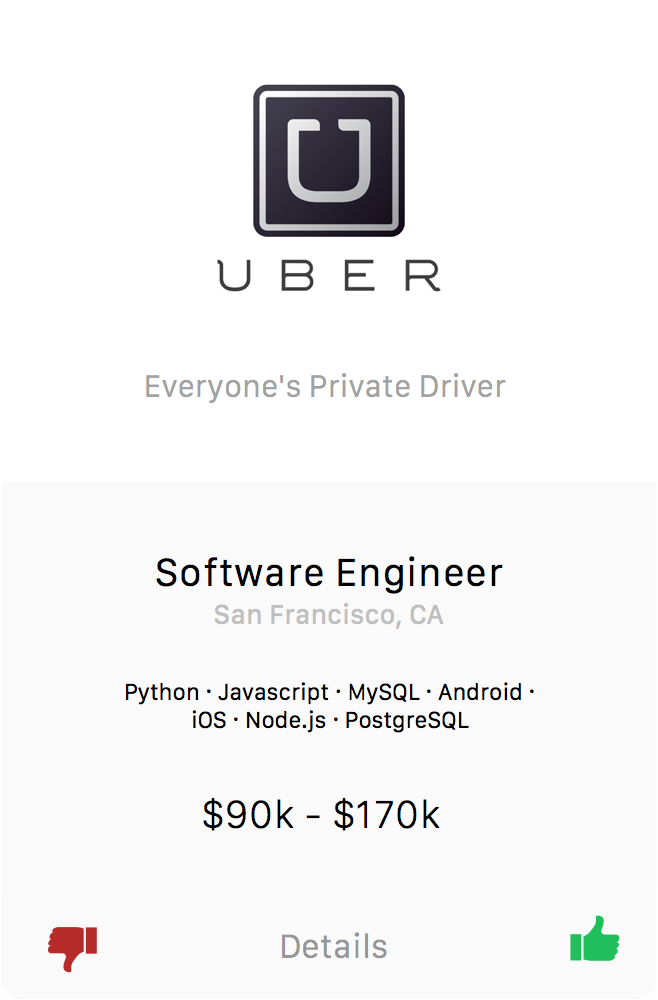 U
UBER
Everyone's Private Driver
Software Engineer
San Francisco, CA
Python · Javascript · MySQL · Android ·
iOS · Node.js · PostgreSQL
$90k - $170k
Details